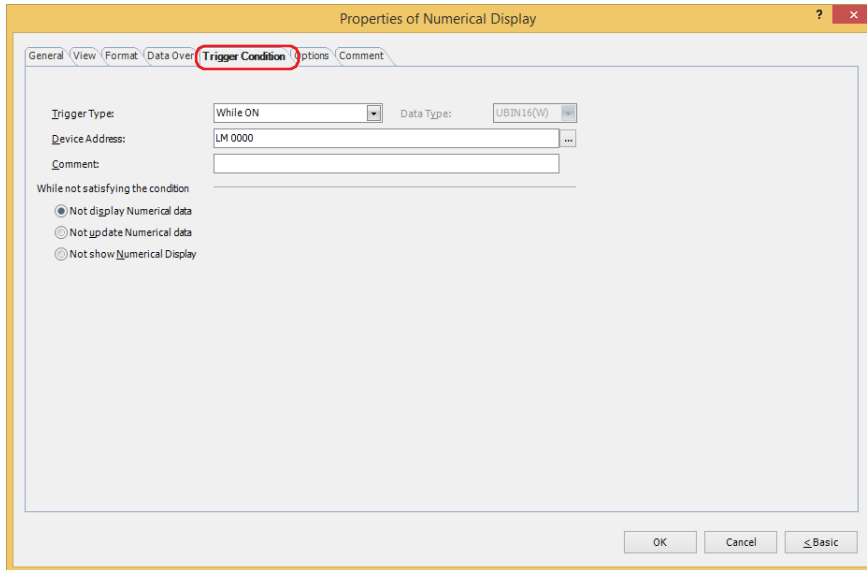 Properties of Numerical Display ? ×
General View Format Data Over Trigger Condition Options Comment
Trigger Type: While ON Data Type: UBIN16(W)
Device Address: LM 0000 ...
Comment:
While not satisfying the condition
Not display Numerical data
Not update Numerical data
Not show Numerical Display
OK Cancel < Basic